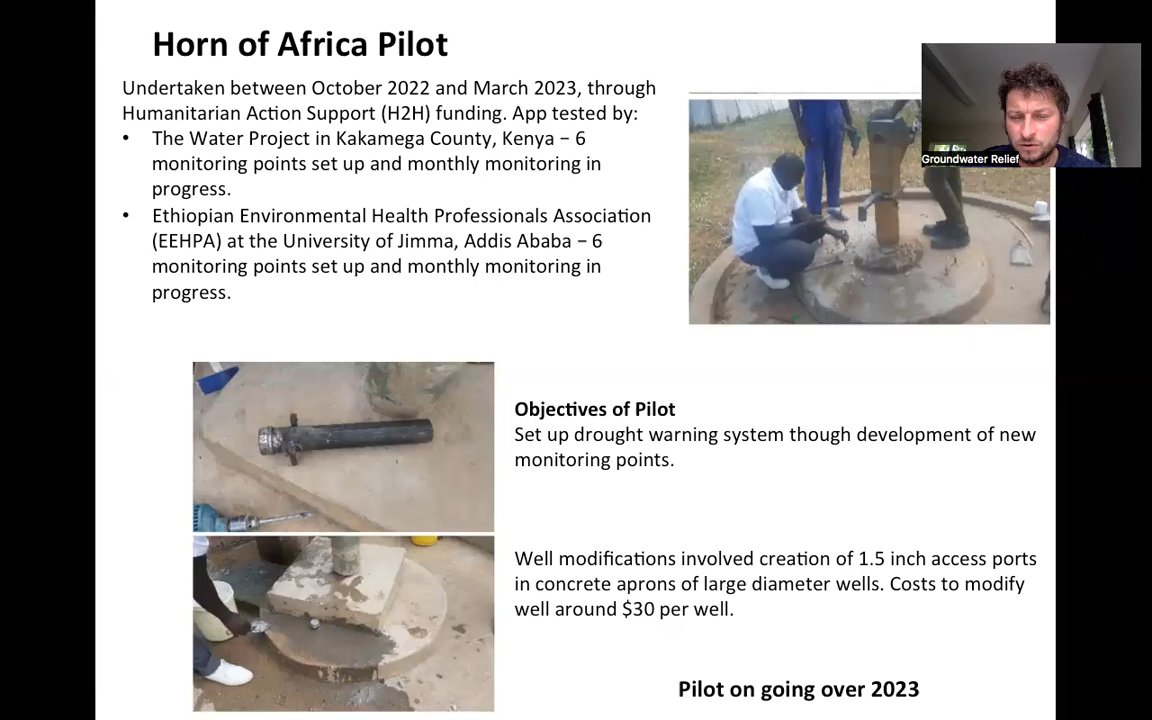 Horn of Africa Pilot
Undertaken between October 2022 and March 2023, through
Humanitarian Action Support (H2H) funding. App tested by:
• The Water Project in Kakamega County, Kenya – 6
monitoring points set up and monthly monitoring in
progress.
• Ethiopian Environmental Health Professionals Association
(EEHPA) at the University of Jimma, Addis Ababa – 6
monitoring points set up and monthly monitoring in
progress.
Groundwater Relief
Objectives of Pilot
Set up drought warning system though development of new
monitoring points.
Well modifications involved creation of 1.5 inch access ports
in concrete aprons of large diameter wells. Costs to modify
well around $30 per well.
Pilot on going over 2023